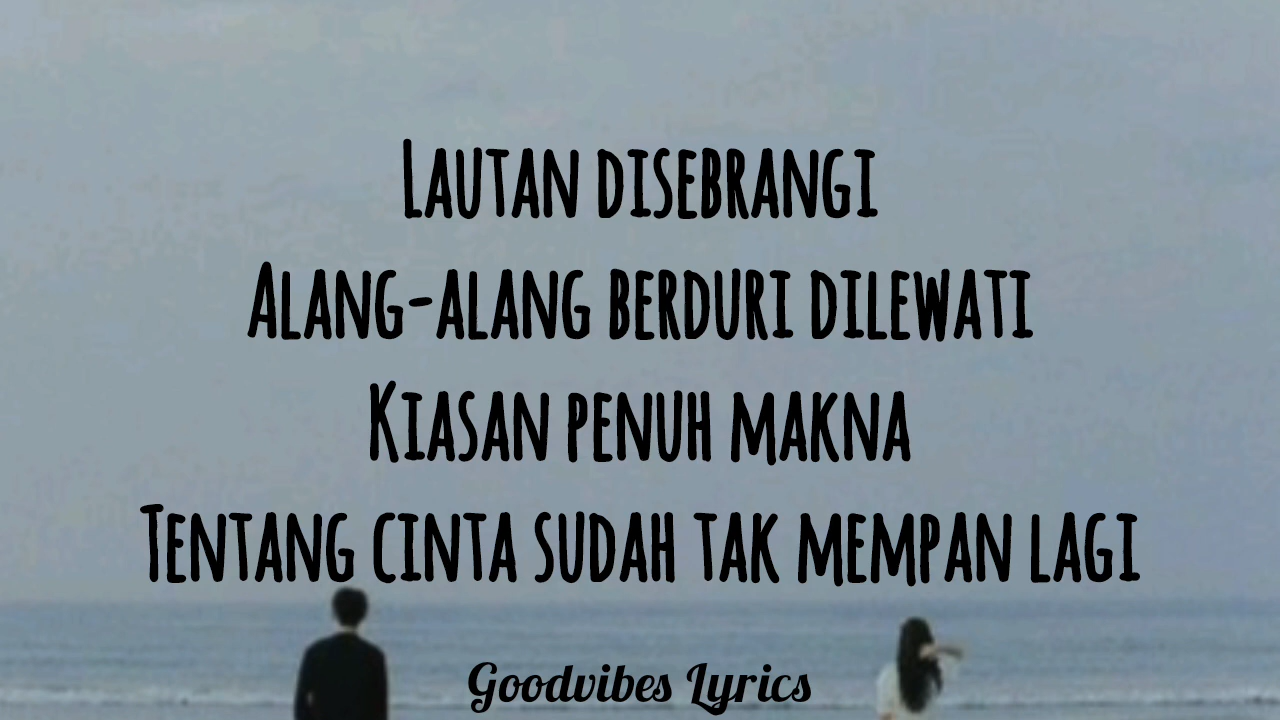 Lautan disebrangi
Alang-alang berduri dilewati
Kiasan penuh makna
Tentang cinta sudah tak mempan lagi
Goodvibes Lyrics